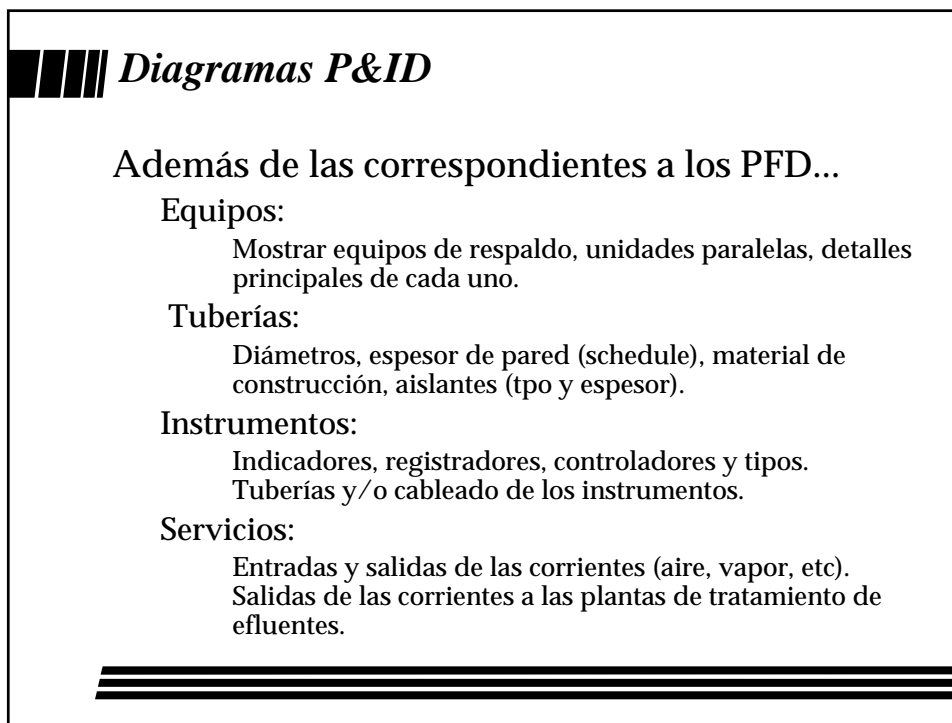 Diagramas P&ID
Además de las correspondientes a los PFD...
Equipos:
Mostrar equipos de respaldo, unidades paralelas, detalles
principales de cada uno.
Tuberías:
Diámetros, espesor de pared (schedule), material de
construcción, aislantes (tpo y espesor).
Instrumentos:
Indicadores, registradores, controladores y tipos.
Tuberías y/o cableado de los instrumentos.
Servicios:
Entradas y salidas de las corrientes (aire, vapor, etc).
Salidas de las corrientes a las plantas de tratamiento de
efluentes.